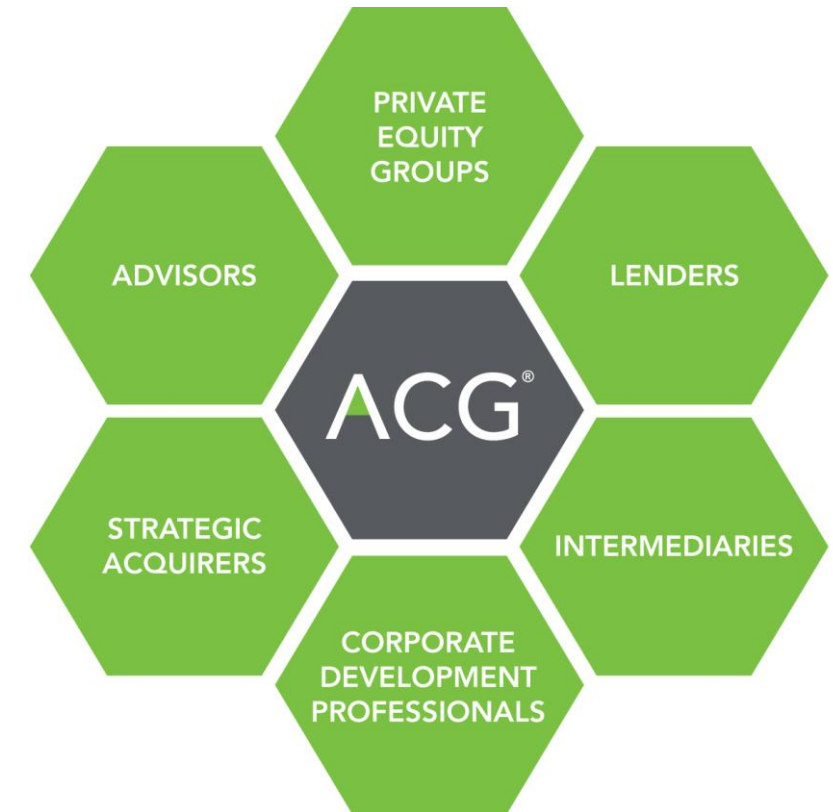 PRIVATE
EQUITY
GROUPS
ADVISORS
LENDERS
ACG®
STRATEGIC
ACQUIRERS
INTERMEDIARIES
CORPORATE
DEVELOPMENT
PROFESSIONALS